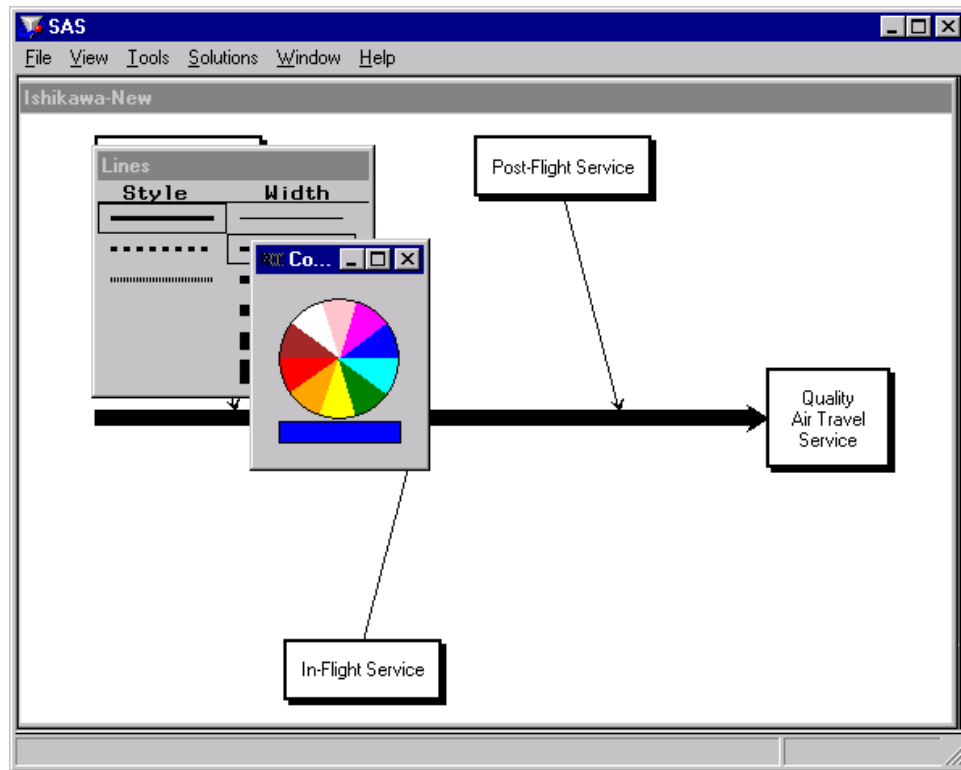 SAS
File View Tools Solutions Window Help
Ishikawa-New
Lines
Style Width
Co...
Post-Flight Service
Quality
Air Travel
Service
In-Flight Service